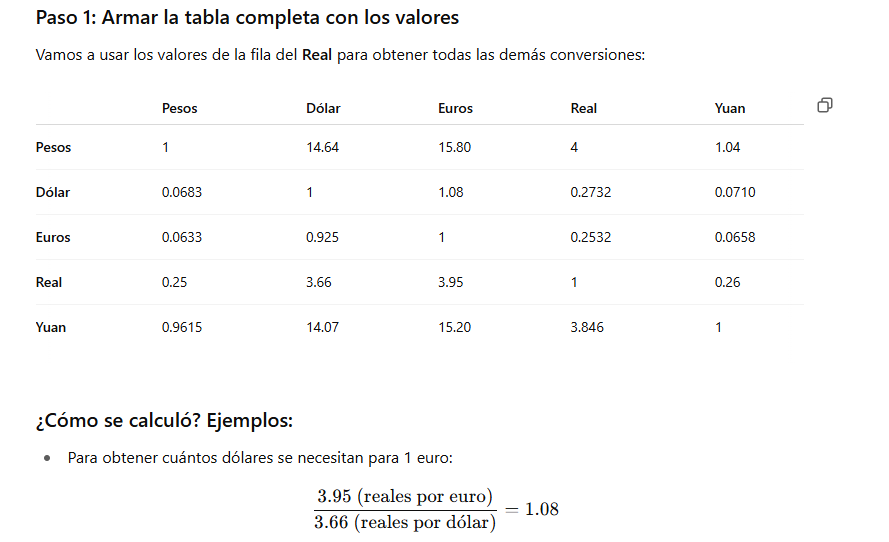 Paso 1: Armar la tabla completa con los valores
Vamos a usar los valores de la fila del Real para obtener todas las demás conversiones:
Pesos Dólar Euros Real Yuan
Pesos 1 14.64 15.80 4 1.04
Dólar 0.0683 1 1.08 0.2732 0.0710
Euros 0.0633 0.925 1 0.2532 0.0658
Real 0.25 3.66 3.95 1 0.26
Yuan 0.9615 14.07 15.20 3.846 1
¿Cómo se calculó? Ejemplos:
• Para obtener cuántos dólares se necesitan para 1 euro:
3.95 (reales por euro)
3.66 (reales por dólar)
= 1.08